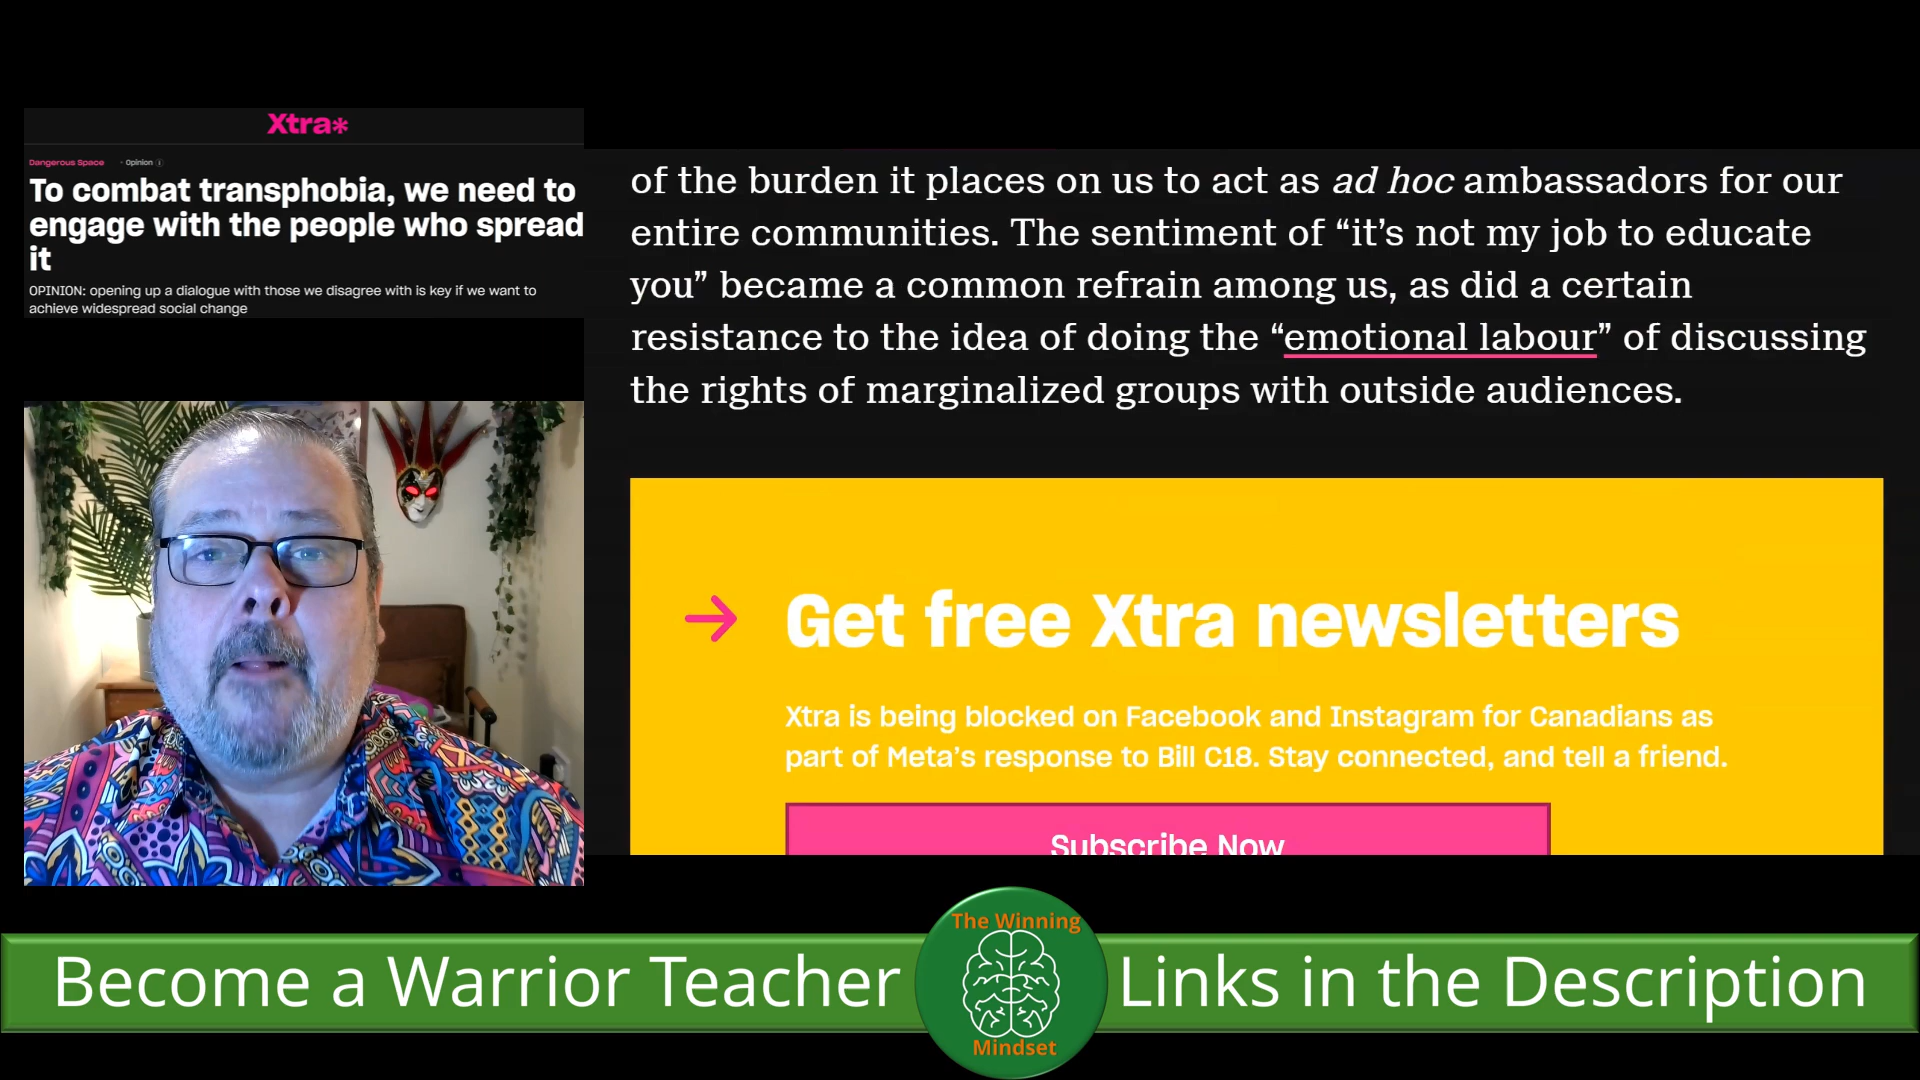 Xtra*
Dangerous Space
• Opinion
To combat transphobia, we need to
engage with the people who spread
it
OPINION: opening up a dialogue with those we disagree with is key if we want to
achieve widespread social change
of the burden it places on us to act as ad hoc ambassadors for our
entire communities. The sentiment of “it’s not my job to educate
you” became a common refrain among us, as did a certain
resistance to the idea of doing the “emotional labour” of discussing
the rights of marginalized groups with outside audiences.
→ Get free Xtra newsletters
Xtra is being blocked on Facebook and Instagram for Canadians as
part of Meta’s response to Bill C18. Stay connected, and tell a friend.
Subscribe Now
Become a Warrior Teacher
The Winning
Mindset
Links in the Description